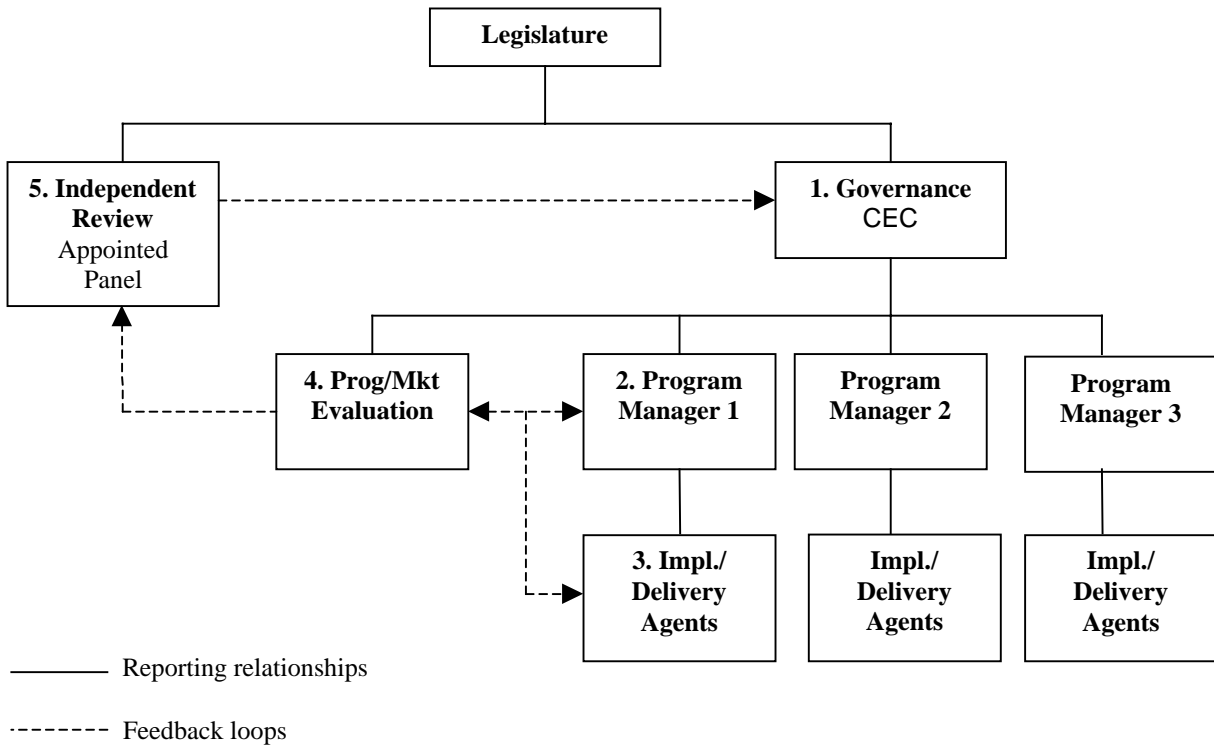 Legislature
5. Independent
Review
Appointed
Panel
1. Governance
CEC
4. Prog/Mkt
Evaluation
2. Program
Manager 1
Program
Manager 2
Program
Manager 3
3. Impl./
Delivery
Agents
Impl./
Delivery
Agents
Impl./
Delivery
Agents
Reporting relationships
Feedback loops